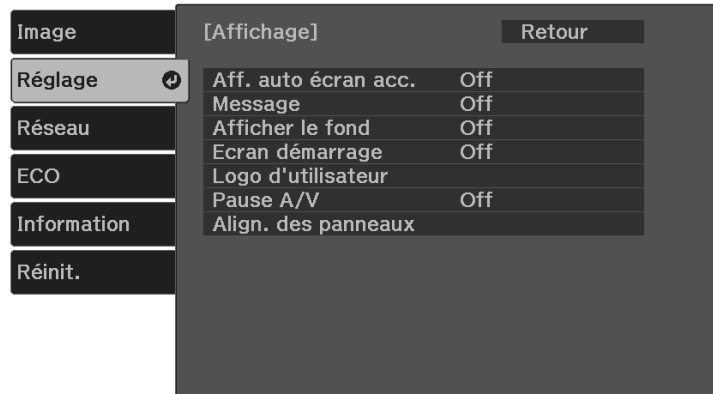 Image
Réglage
Réseau
ECO
Information
Réinit.
[Affichage] Retour
Aff. auto écran acc. Off
Message Off
Afficher le fond Off
Ecran démarrage Off
Logo d'utilisateur
Pause A/V Off
Align. des panneaux